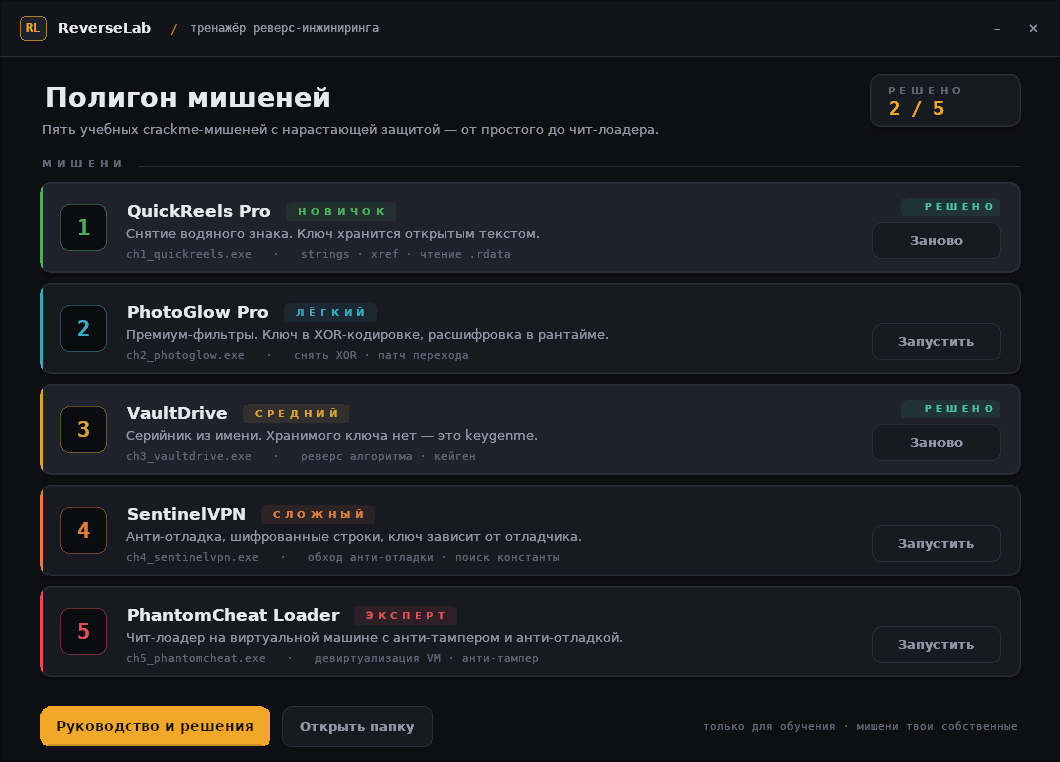 RL ReverseLab / тренажёр реверс-инжиниринга – ×
Полигон мишеней
РЕШЕНО
2 / 5
Пять учебных crackme-мишеней с нарастающей защитой — от простого до чит-лоадера.
МИШЕНИ
1
QuickReels Pro НОВИЧОК
РЕШЕНО
Снятие водяного знака. Ключ хранится открытым текстом.
Заново
ch1_quickreels.exe · strings · xref · чтение .rdata
2
PhotoGlow Pro ЛЁГКИЙ
Премиум-фильтры. Ключ в XOR-кодировке, расшифровка в рантайме.
Запустить
ch2_photoglow.exe · снять XOR · патч перехода
3
VaultDrive СРЕДНИЙ
РЕШЕНО
Серийник из имени. Хранимого ключа нет — это keygenme.
Заново
ch3_vaultdrive.exe · реверс алгоритма · кейген
4
SentinelVPN СЛОЖНЫЙ
Анти-отладка, шифрованные строки, ключ зависит от отладчика.
Запустить
ch4_sentinelvpn.exe · обход анти-отладки · поиск константы
5
PhantomCheat Loader ЭКСПЕРТ
Чит-лоадер на виртуальной машине с анти-тампером и анти-отладкой.
Запустить
ch5_phantomcheat.exe · девиртуализация VM · анти-тампер
Руководство и решения
Открыть папку
только для обучения · мишени твои собственные